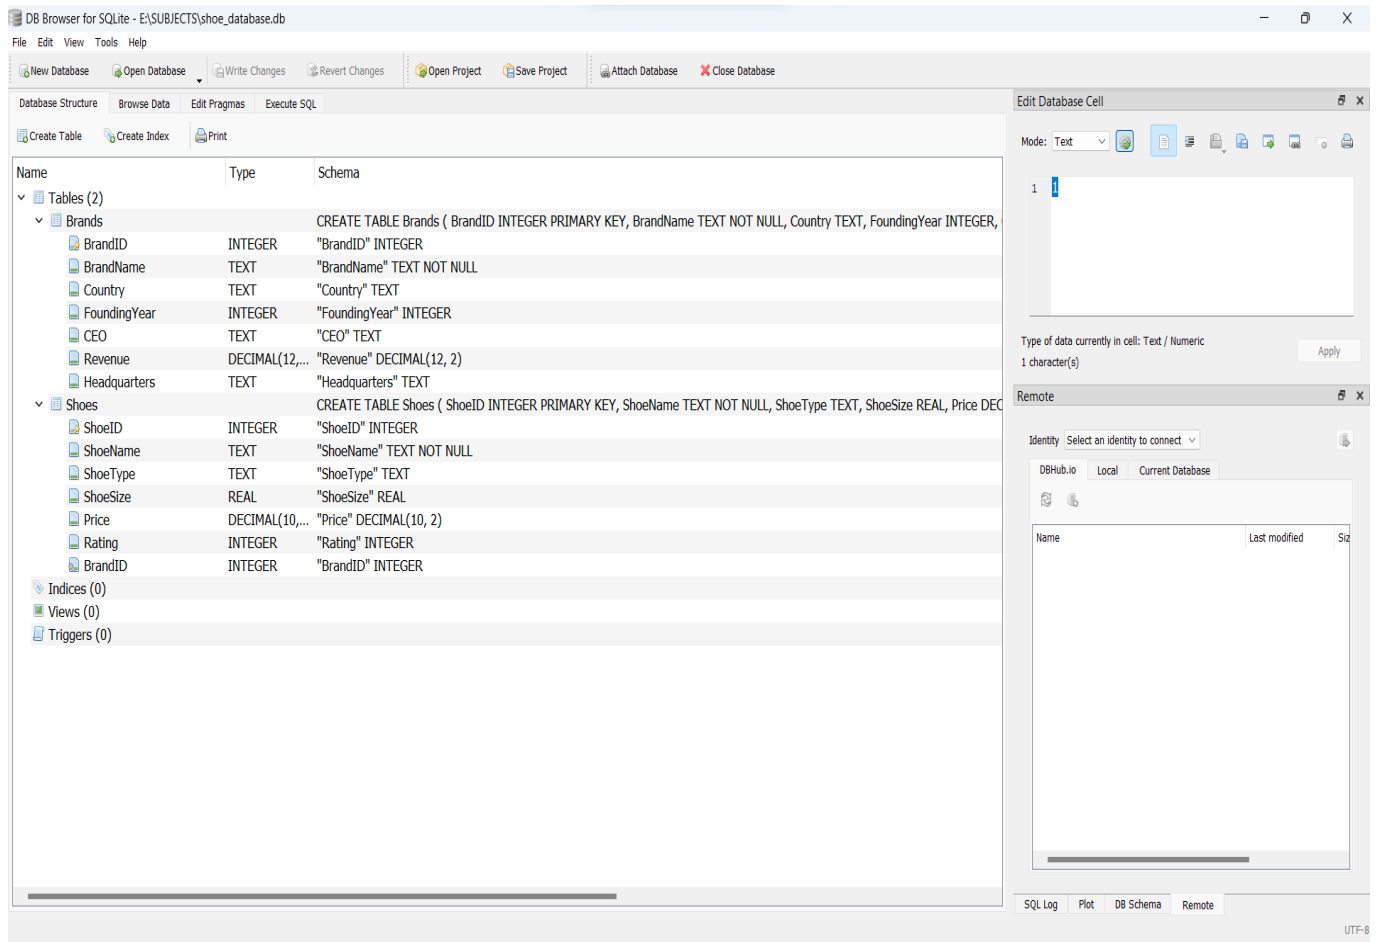 DB Browser for SQLite - E:\SUBJECTS\shoe_database.db
File Edit View Tools Help
New Database Open Database Write Changes Revert Changes Open Project Save Project Attach Database Close Database
Database Structure Browse Data Edit Pragmas Execute SQL
Create Table Create Index Print
Name Type Schema
Tables (2)
Brands CREATE TABLE Brands ( BrandID INTEGER PRIMARY KEY, BrandName TEXT NOT NULL, Country TEXT, FoundingYear INTEGER,
BrandID INTEGER "BrandID" INTEGER
BrandName TEXT "BrandName" TEXT NOT NULL
Country TEXT "Country" TEXT
FoundingYear INTEGER "FoundingYear" INTEGER
CEO TEXT "CEO" TEXT
Revenue DECIMAL(12,... "Revenue" DECIMAL(12, 2)
Headquarters TEXT "Headquarters" TEXT
Shoes CREATE TABLE Shoes ( ShoeID INTEGER PRIMARY KEY, ShoeName TEXT NOT NULL, ShoeType TEXT, ShoeSize REAL, Price DEC
ShoeID INTEGER "ShoeID" INTEGER
ShoeName TEXT "ShoeName" TEXT NOT NULL
ShoeType TEXT "ShoeType" TEXT
ShoeSize REAL "ShoeSize" REAL
Price DECIMAL(10,... "Price" DECIMAL(10, 2)
Rating INTEGER "Rating" INTEGER
BrandID INTEGER "BrandID" INTEGER
Indices (0)
Views (0)
Triggers (0)
Edit Database Cell
Mode: Text
1 1
Type of data currently in cell: Text / Numeric
1 character(s)
Apply
Remote
Identity Select an identity to connect
DBHub.io Local Current Database
Name Last modified Siz
SQL Log Plot DB Schema Remote
UTF-8